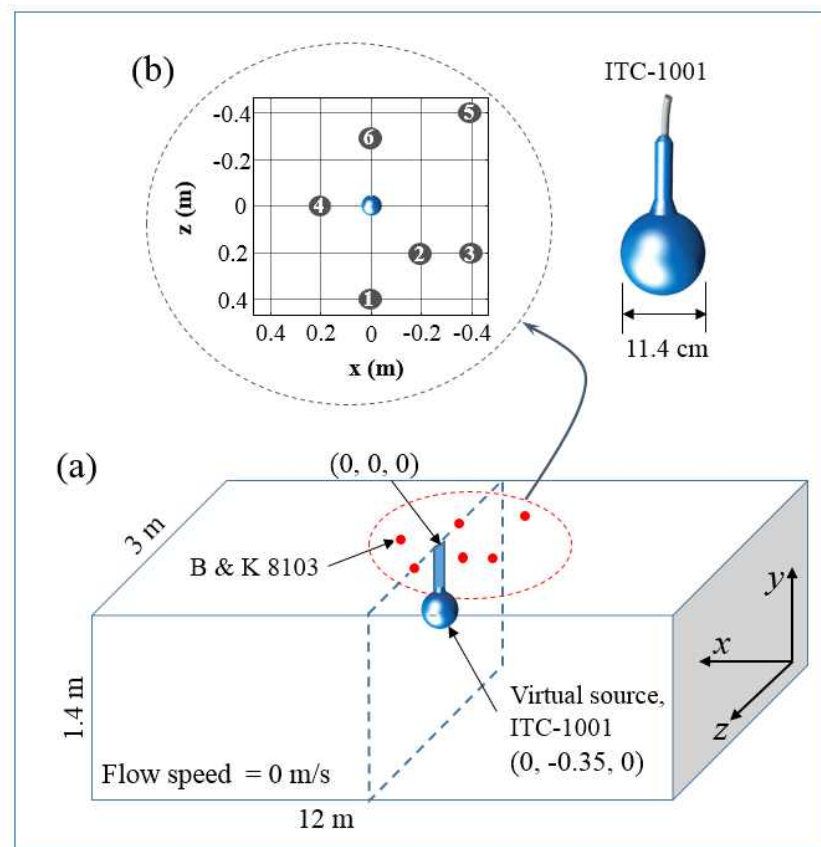 (b)
ITC-1001
-0.4
-0.2
0
0.2
0.4
z (m)
5
6
4
2
3
1
0.4 0.2 0 -0.2 -0.4
x (m)
11.4 cm
(a)
(0, 0, 0)
3 m
B & K 8103
y
x
z
1.4 m
Virtual source,
ITC-1001
(0, -0.35, 0)
Flow speed = 0 m/s
12 m